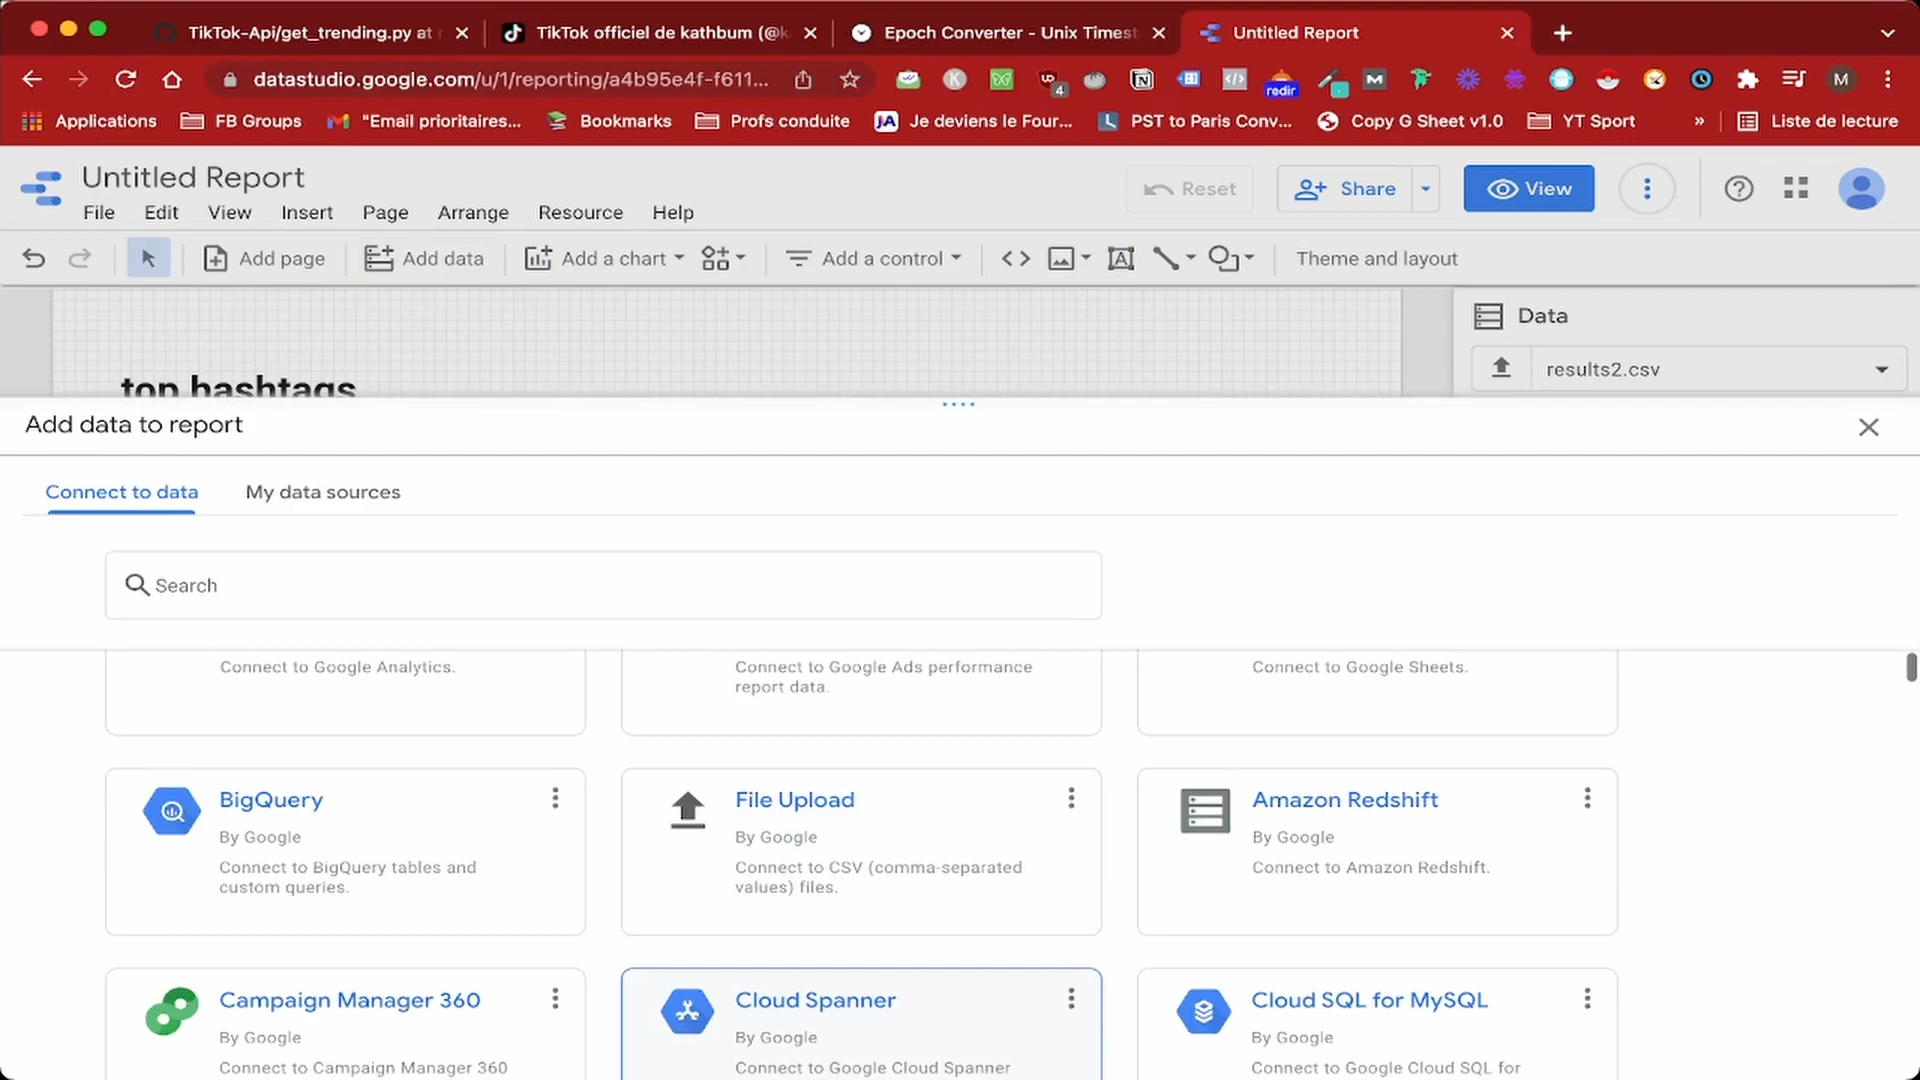 TikTok-Api/get_trending.py at
TikTok officiel de kathbum (@k
Epoch Converter - Unix Timest
Untitled Report
datastudio.google.com/u/1/reporting/a4b95e4f-f611...
K
UD
4
redir
M
M
Applications
FB Groups
"Email prioritaires...
Bookmarks
Profs conduite
JA Je deviens le Four...
L PST to Paris Conv...
Copy G Sheet v1.0
YT Sport
»
Liste de lecture
Untitled Report
Reset
Share
View
File Edit View Insert Page Arrange Resource Help
Add page
Add data
Add a chart
Add a control
Theme and layout
top hashtags
Data
results2.csv
Add data to report
Connect to data
My data sources
Search
Connect to Google Analytics.
Connect to Google Ads performance
report data.
Connect to Google Sheets.
BigQuery
By Google
Connect to BigQuery tables and
custom queries.
File Upload
By Google
Connect to CSV (comma-separated
values) files.
Amazon Redshift
By Google
Connect to Amazon Redshift.
Campaign Manager 360
By Google
Connect to Campaign Manager 360
Cloud Spanner
By Google
Connect to Google Cloud Spanner
Cloud SQL for MySQL
By Google
Connect to Google Cloud SQL for